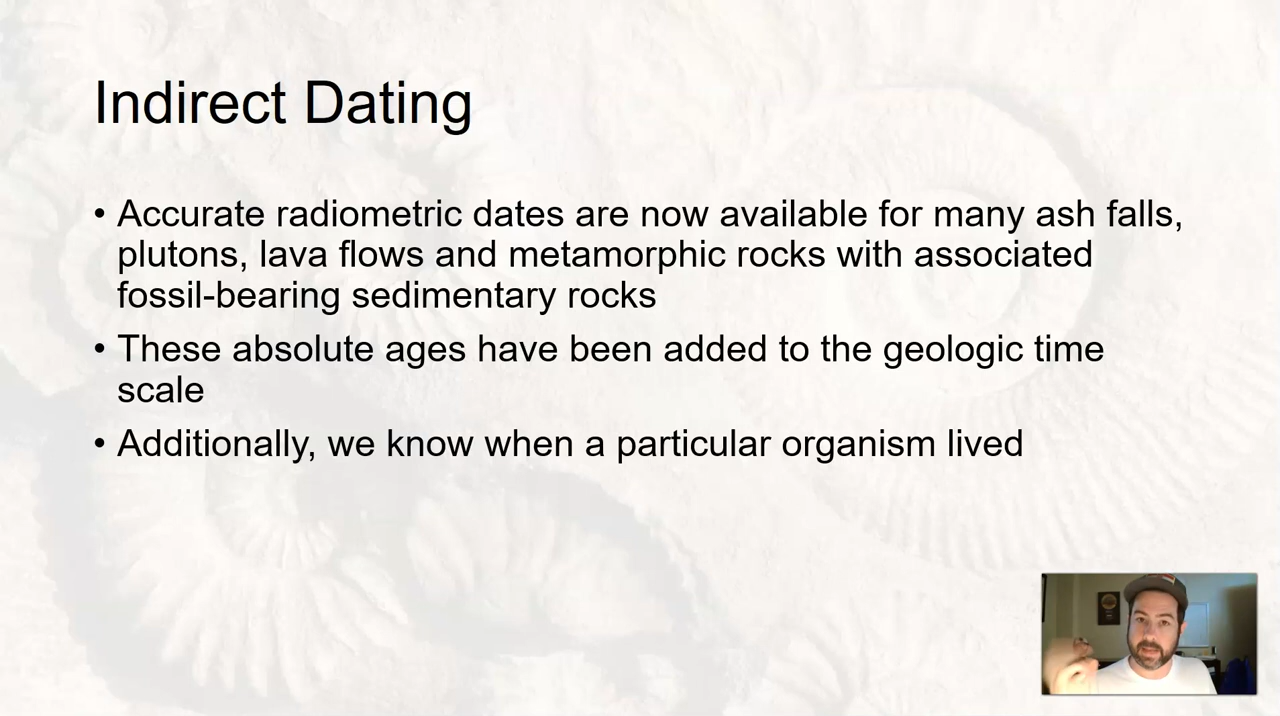 Indirect Dating
• Accurate radiometric dates are now available for many ash falls,
plutons, lava flows and metamorphic rocks with associated
fossil-bearing sedimentary rocks
• These absolute ages have been added to the geologic time
scale
• Additionally, we know when a particular organism lived